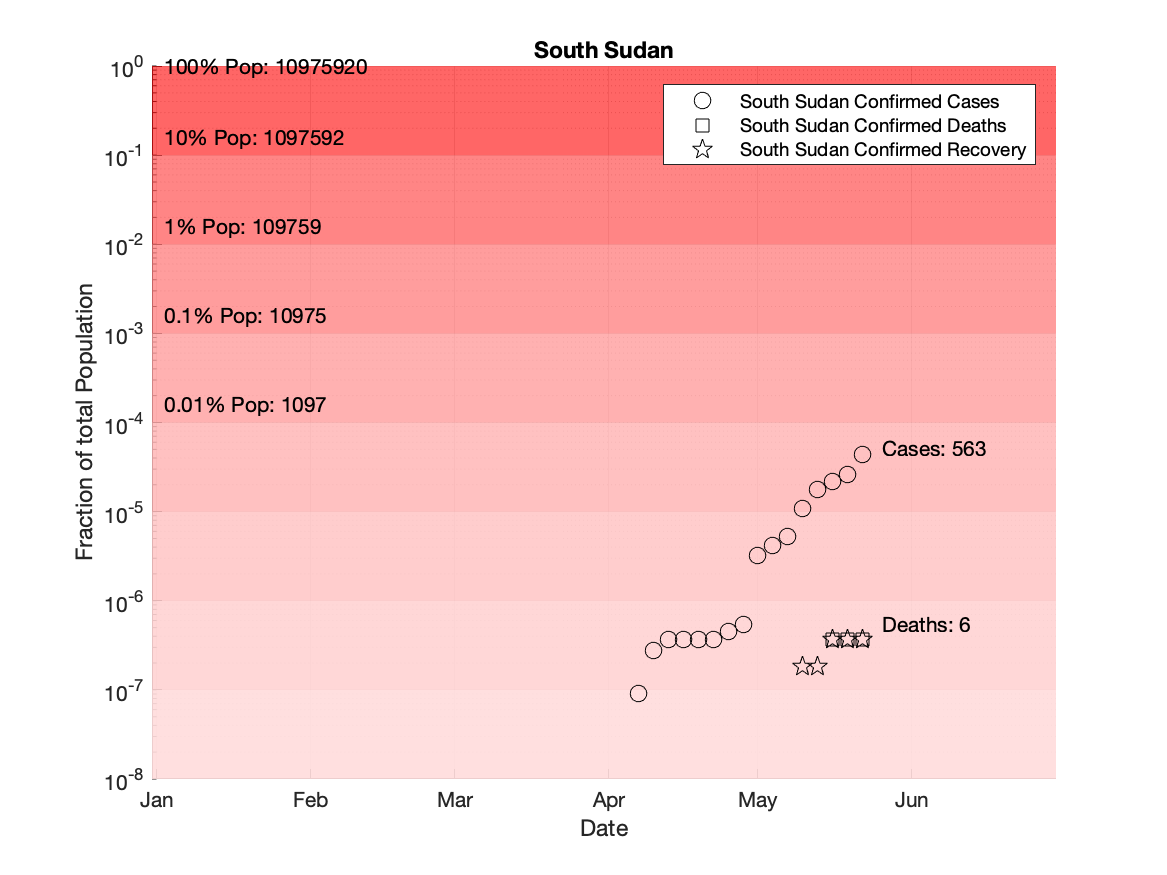 South Sudan
10^0
100% Pop: 10975920
South Sudan Confirmed Cases
South Sudan Confirmed Deaths
South Sudan Confirmed Recovery
10% Pop: 1097592
10^-1
1% Pop: 109759
10^-2
0.1% Pop: 10975
10^-3
0.01% Pop: 1097
10^-4
Cases: 563
10^-5
10^-6
Deaths: 6
10^-7
10^-8
Fraction of total Population
Jan Feb Mar Apr May Jun
Date